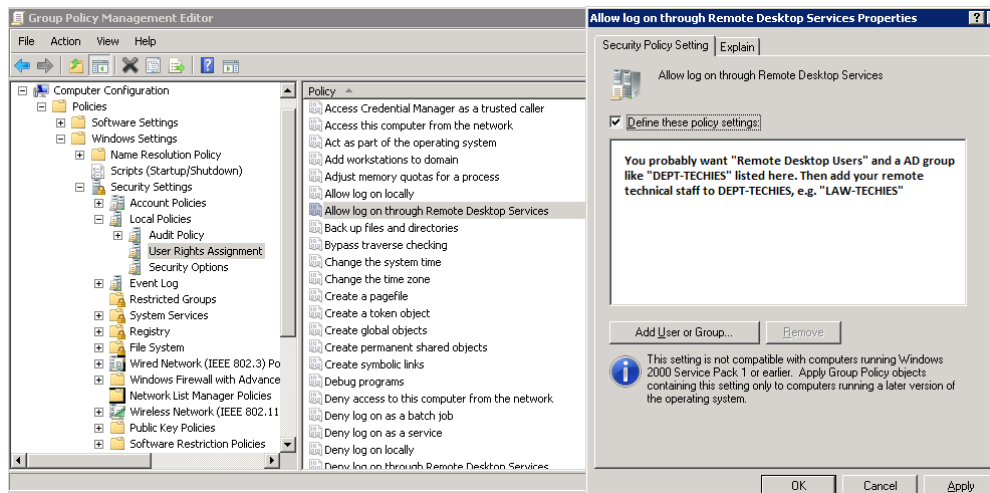 Group Policy Management Editor
File Action View Help
Computer Configuration
Policies
Software Settings
Windows Settings
Name Resolution Policy
Scripts (Startup/Shutdown)
Security Settings
Account Policies
Local Policies
Audit Policy
User Rights Assignment
Security Options
Event Log
Restricted Groups
System Services
Registry
File System
Wired Network (IEEE 802.3) Po
Windows Firewall with Advance
Network List Manager Policies
Wireless Network (IEEE 802.11
Public Key Policies
Software Restriction Policies
Policy
Access Credential Manager as a trusted caller
Access this computer from the network
Act as part of the operating system
Add workstations to domain
Adjust memory quotas for a process
Allow log on locally
Allow log on through Remote Desktop Services
Back up files and directories
Bypass traverse checking
Change the system time
Change the time zone
Create a pagefile
Create a token object
Create global objects
Create permanent shared objects
Create symbolic links
Debug programs
Deny access to this computer from the network
Deny log on as a batch job
Deny log on as a service
Deny log on locally
Deny log on through Remote Desktop Services
Allow log on through Remote Desktop Services Properties ?
Security Policy Setting Explain
Allow log on through Remote Desktop Services
Define these policy settings:
You probably want "Remote Desktop Users" and a AD group
like "DEPT-TECHIES" listed here. Then add your remote
technical staff to DEPT-TECHIES, e.g. "LAW-TECHIES"
Add User or Group... Remove
This setting is not compatible with computers running Windows
2000 Service Pack 1 or earlier. Apply Group Policy objects
containing this setting only to computers running a later version of
the operating system.
OK Cancel Apply